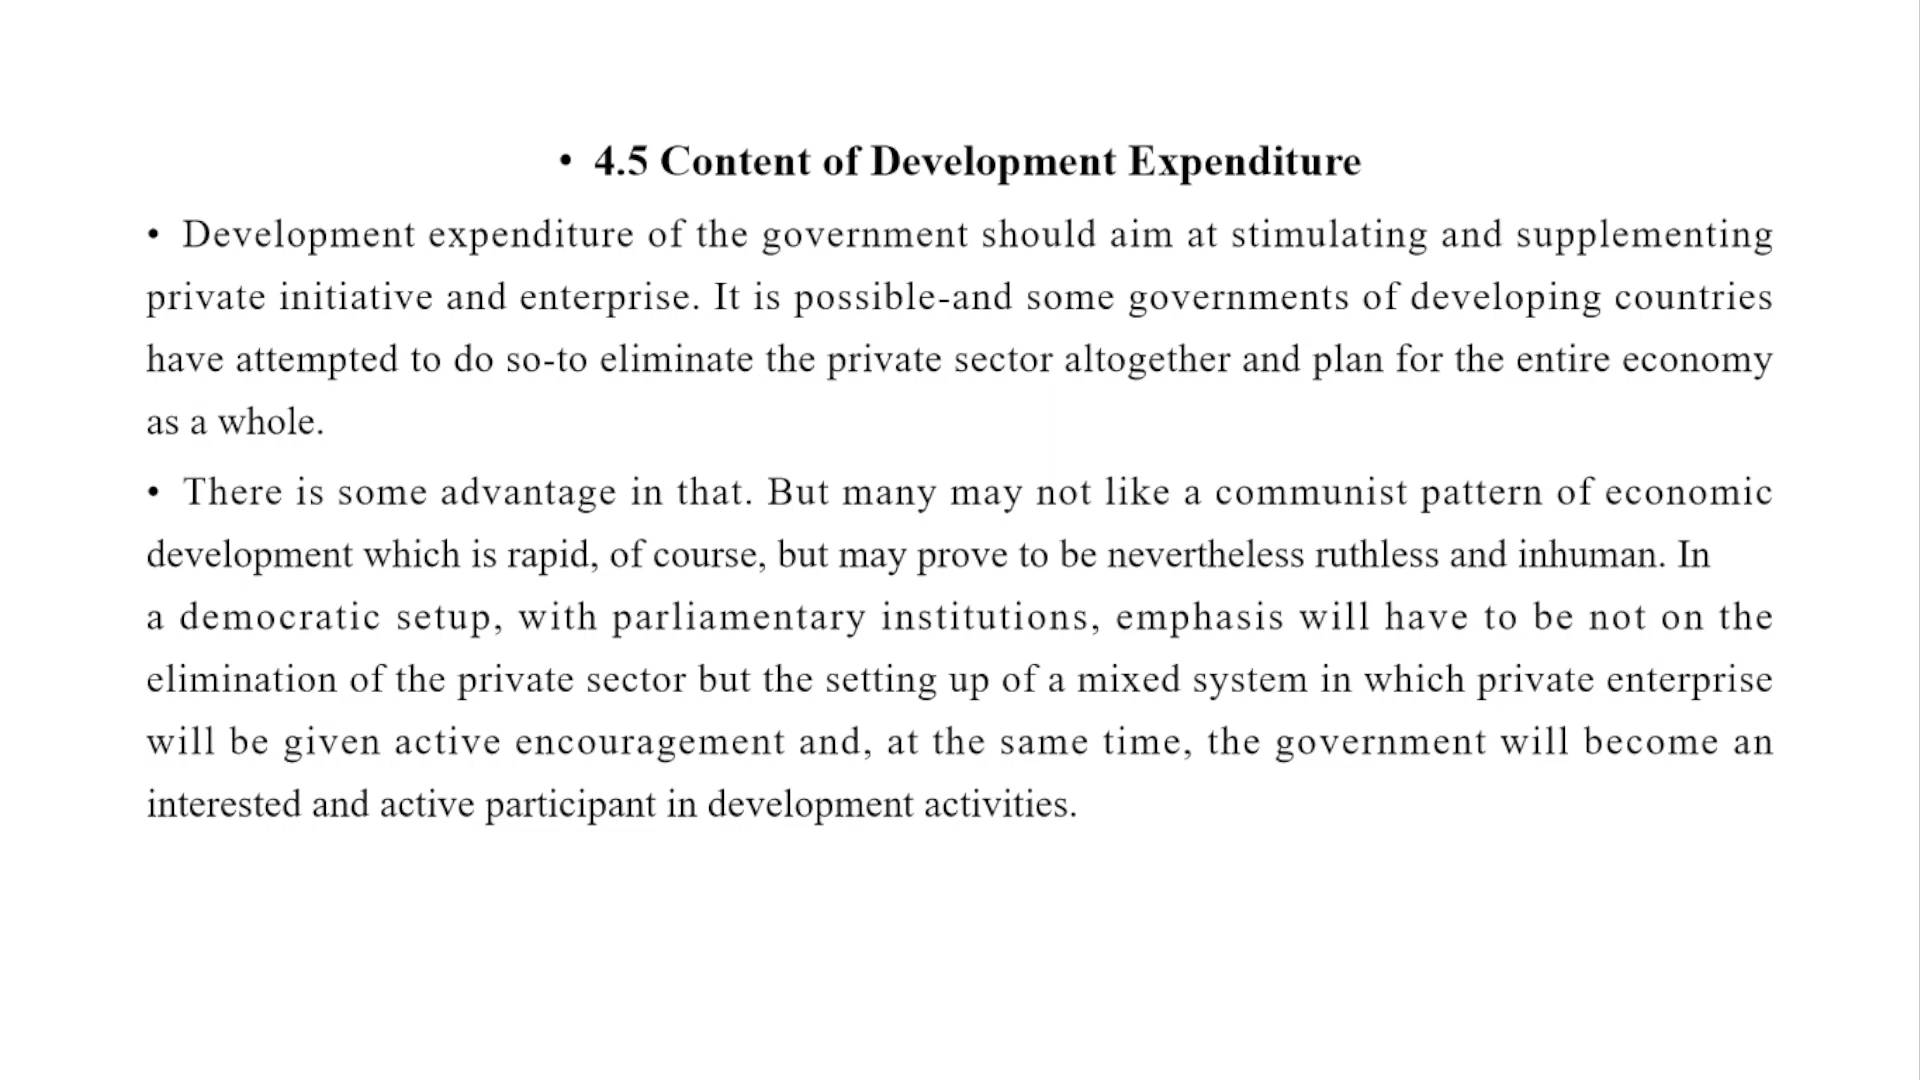 • 4.5 Content of Development Expenditure
• Development expenditure of the government should aim at stimulating and supplementing
private initiative and enterprise. It is possible-and some governments of developing countries
have attempted to do so-to eliminate the private sector altogether and plan for the entire economy
as a whole.
• There is some advantage in that. But many may not like a communist pattern of economic
development which is rapid, of course, but may prove to be nevertheless ruthless and inhuman. In
a democratic setup, with parliamentary institutions, emphasis will have to be not on the
elimination of the private sector but the setting up of a mixed system in which private enterprise
will be given active encouragement and, at the same time, the government will become an
interested and active participant in development activities.